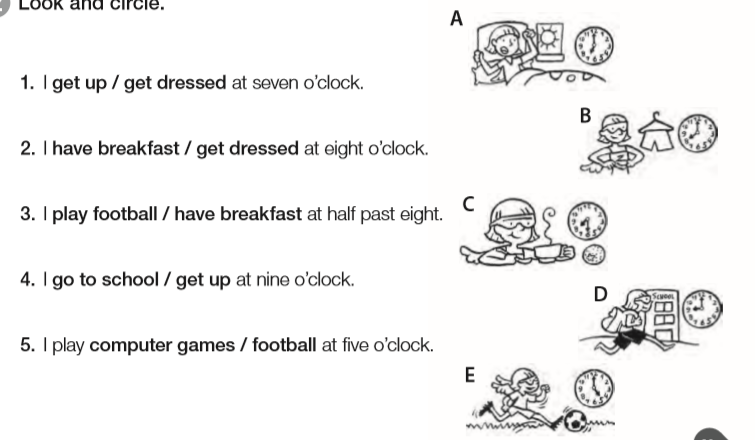 Look and circle.
A
1. I get up / get dressed at seven o'clock.
B
2. I have breakfast / get dressed at eight o'clock.
C
3. I play football / have breakfast at half past eight.
4. I go to school / get up at nine o'clock.
D
SCHOOL
5. I play computer games / football at five o'clock.
E